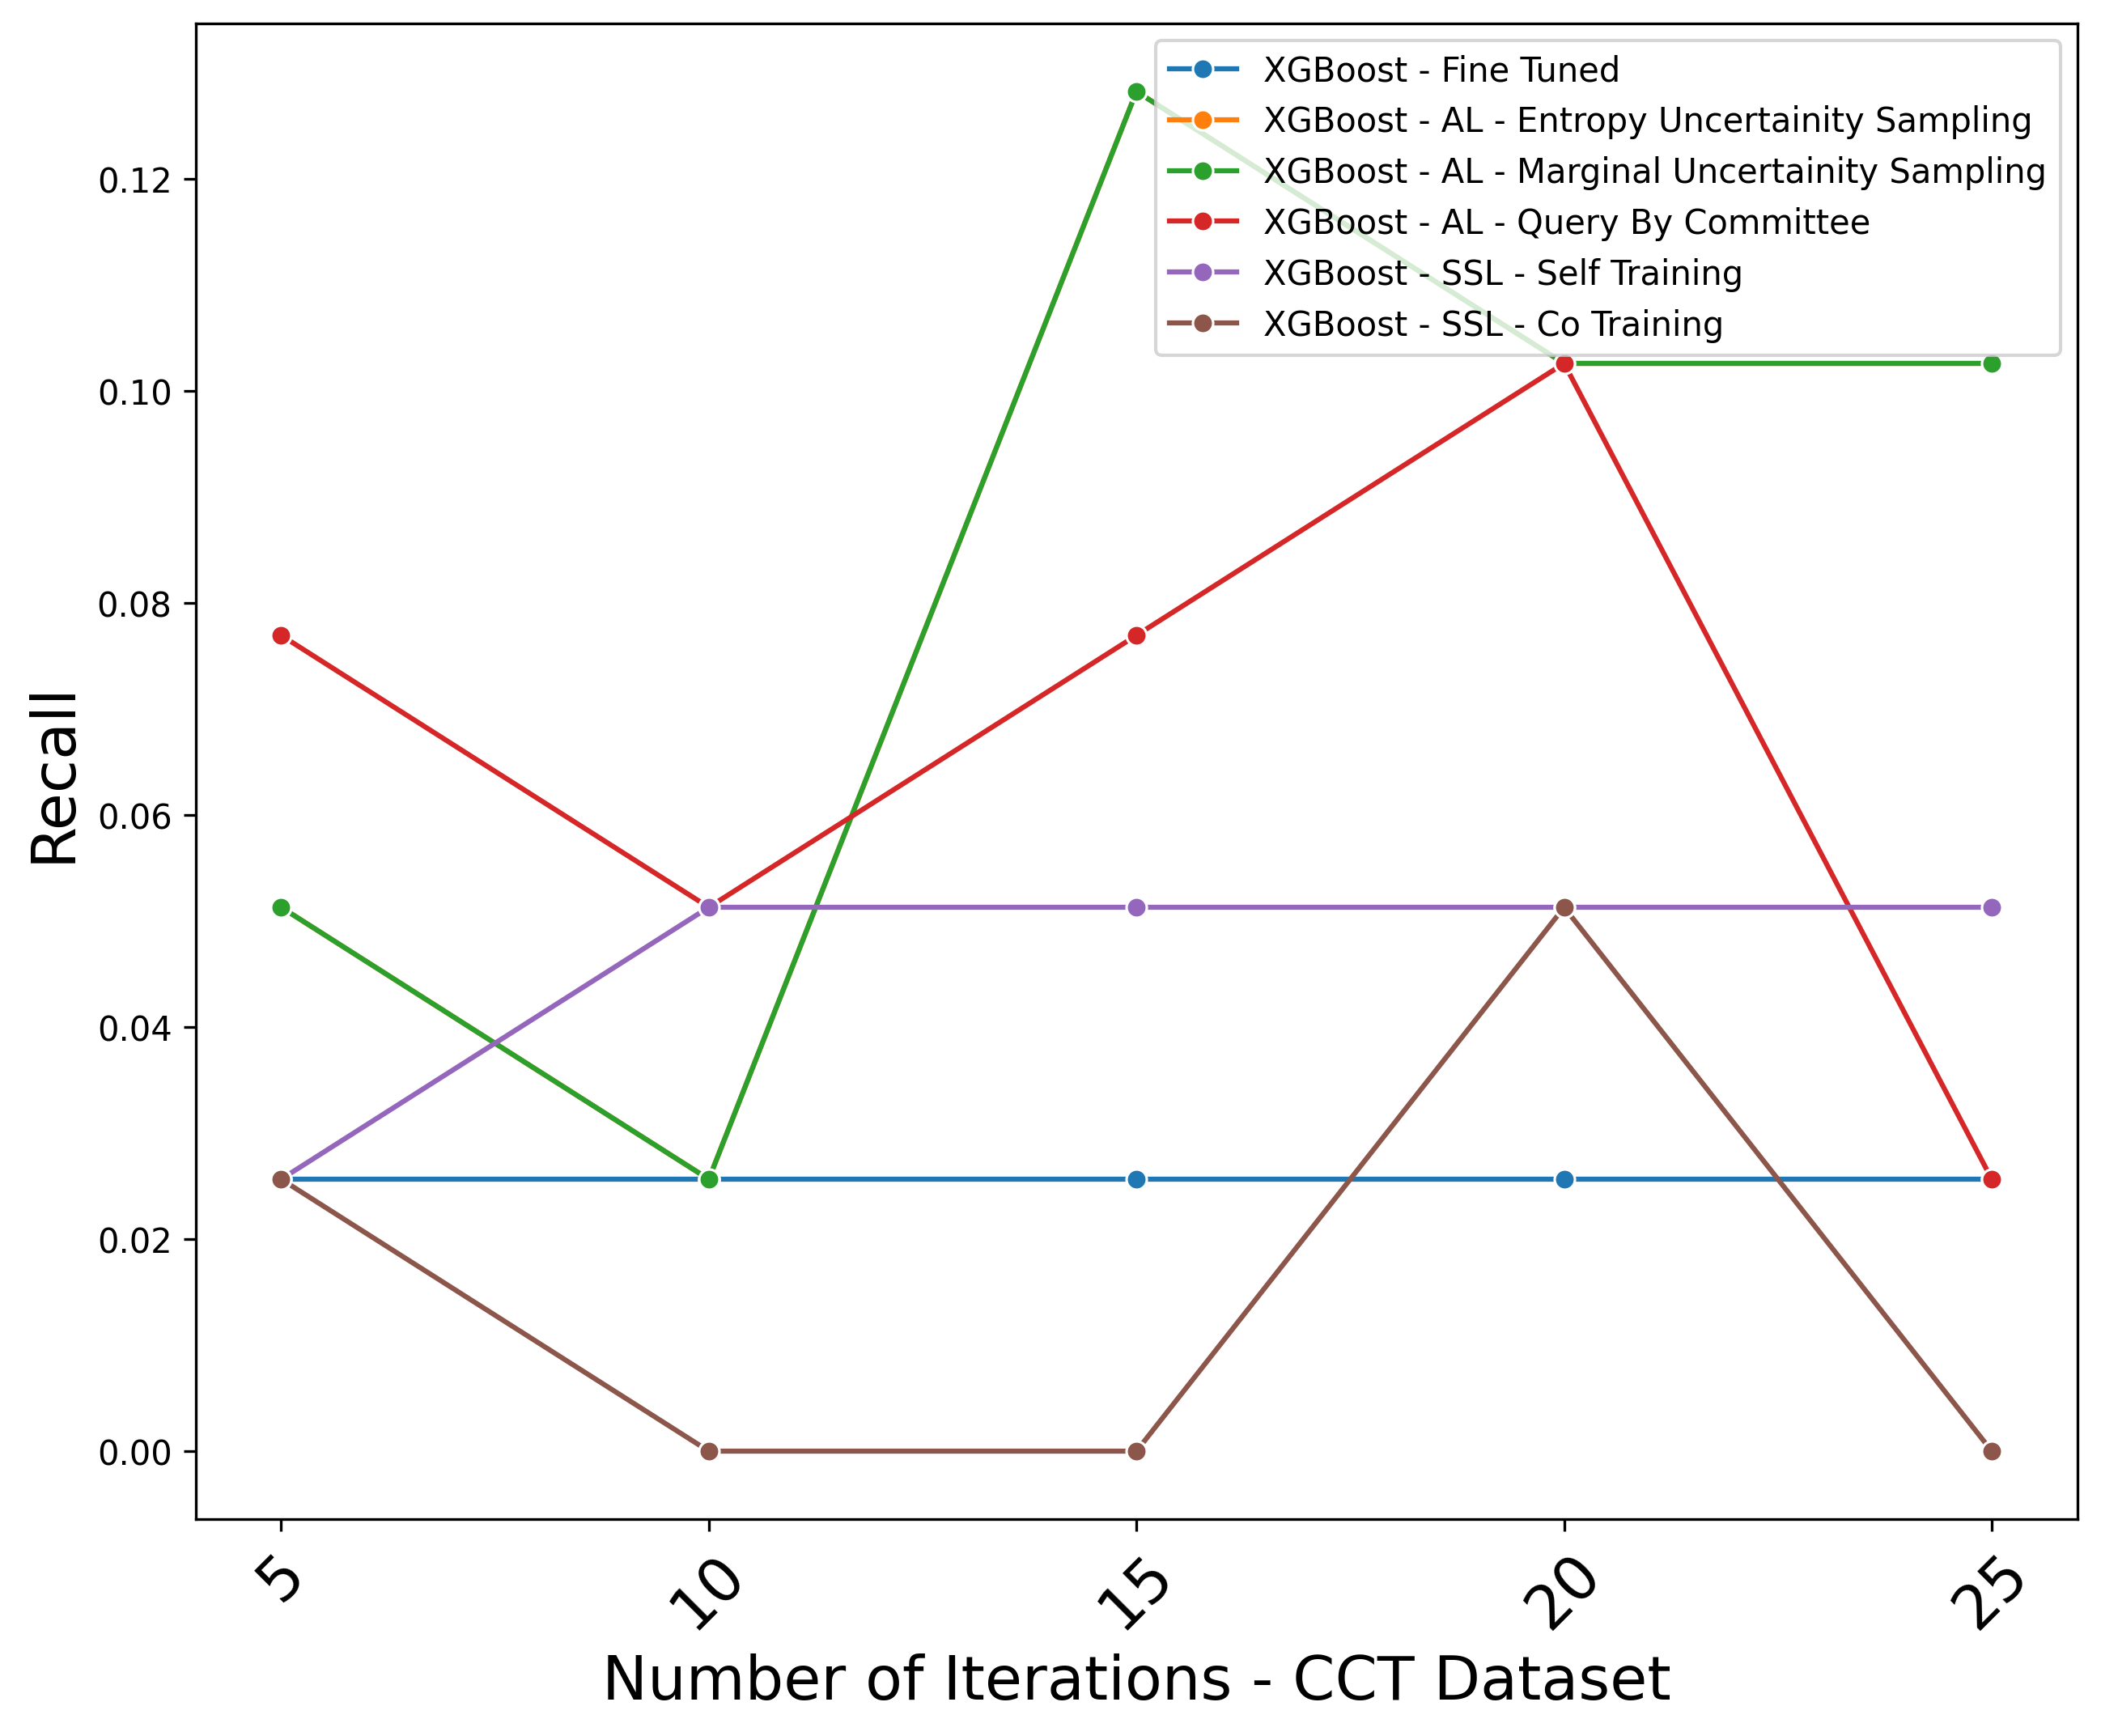 XGBoost - Fine Tuned
XGBoost - AL - Entropy Uncertainity Sampling
XGBoost - AL - Marginal Uncertainity Sampling
XGBoost - AL - Query By Committee
XGBoost - SSL - Self Training
XGBoost - SSL - Co Training
0.12
0.10
0.08
0.06
0.04
0.02
0.00
Recall
5 10 15 20 25
Number of Iterations - CCT Dataset